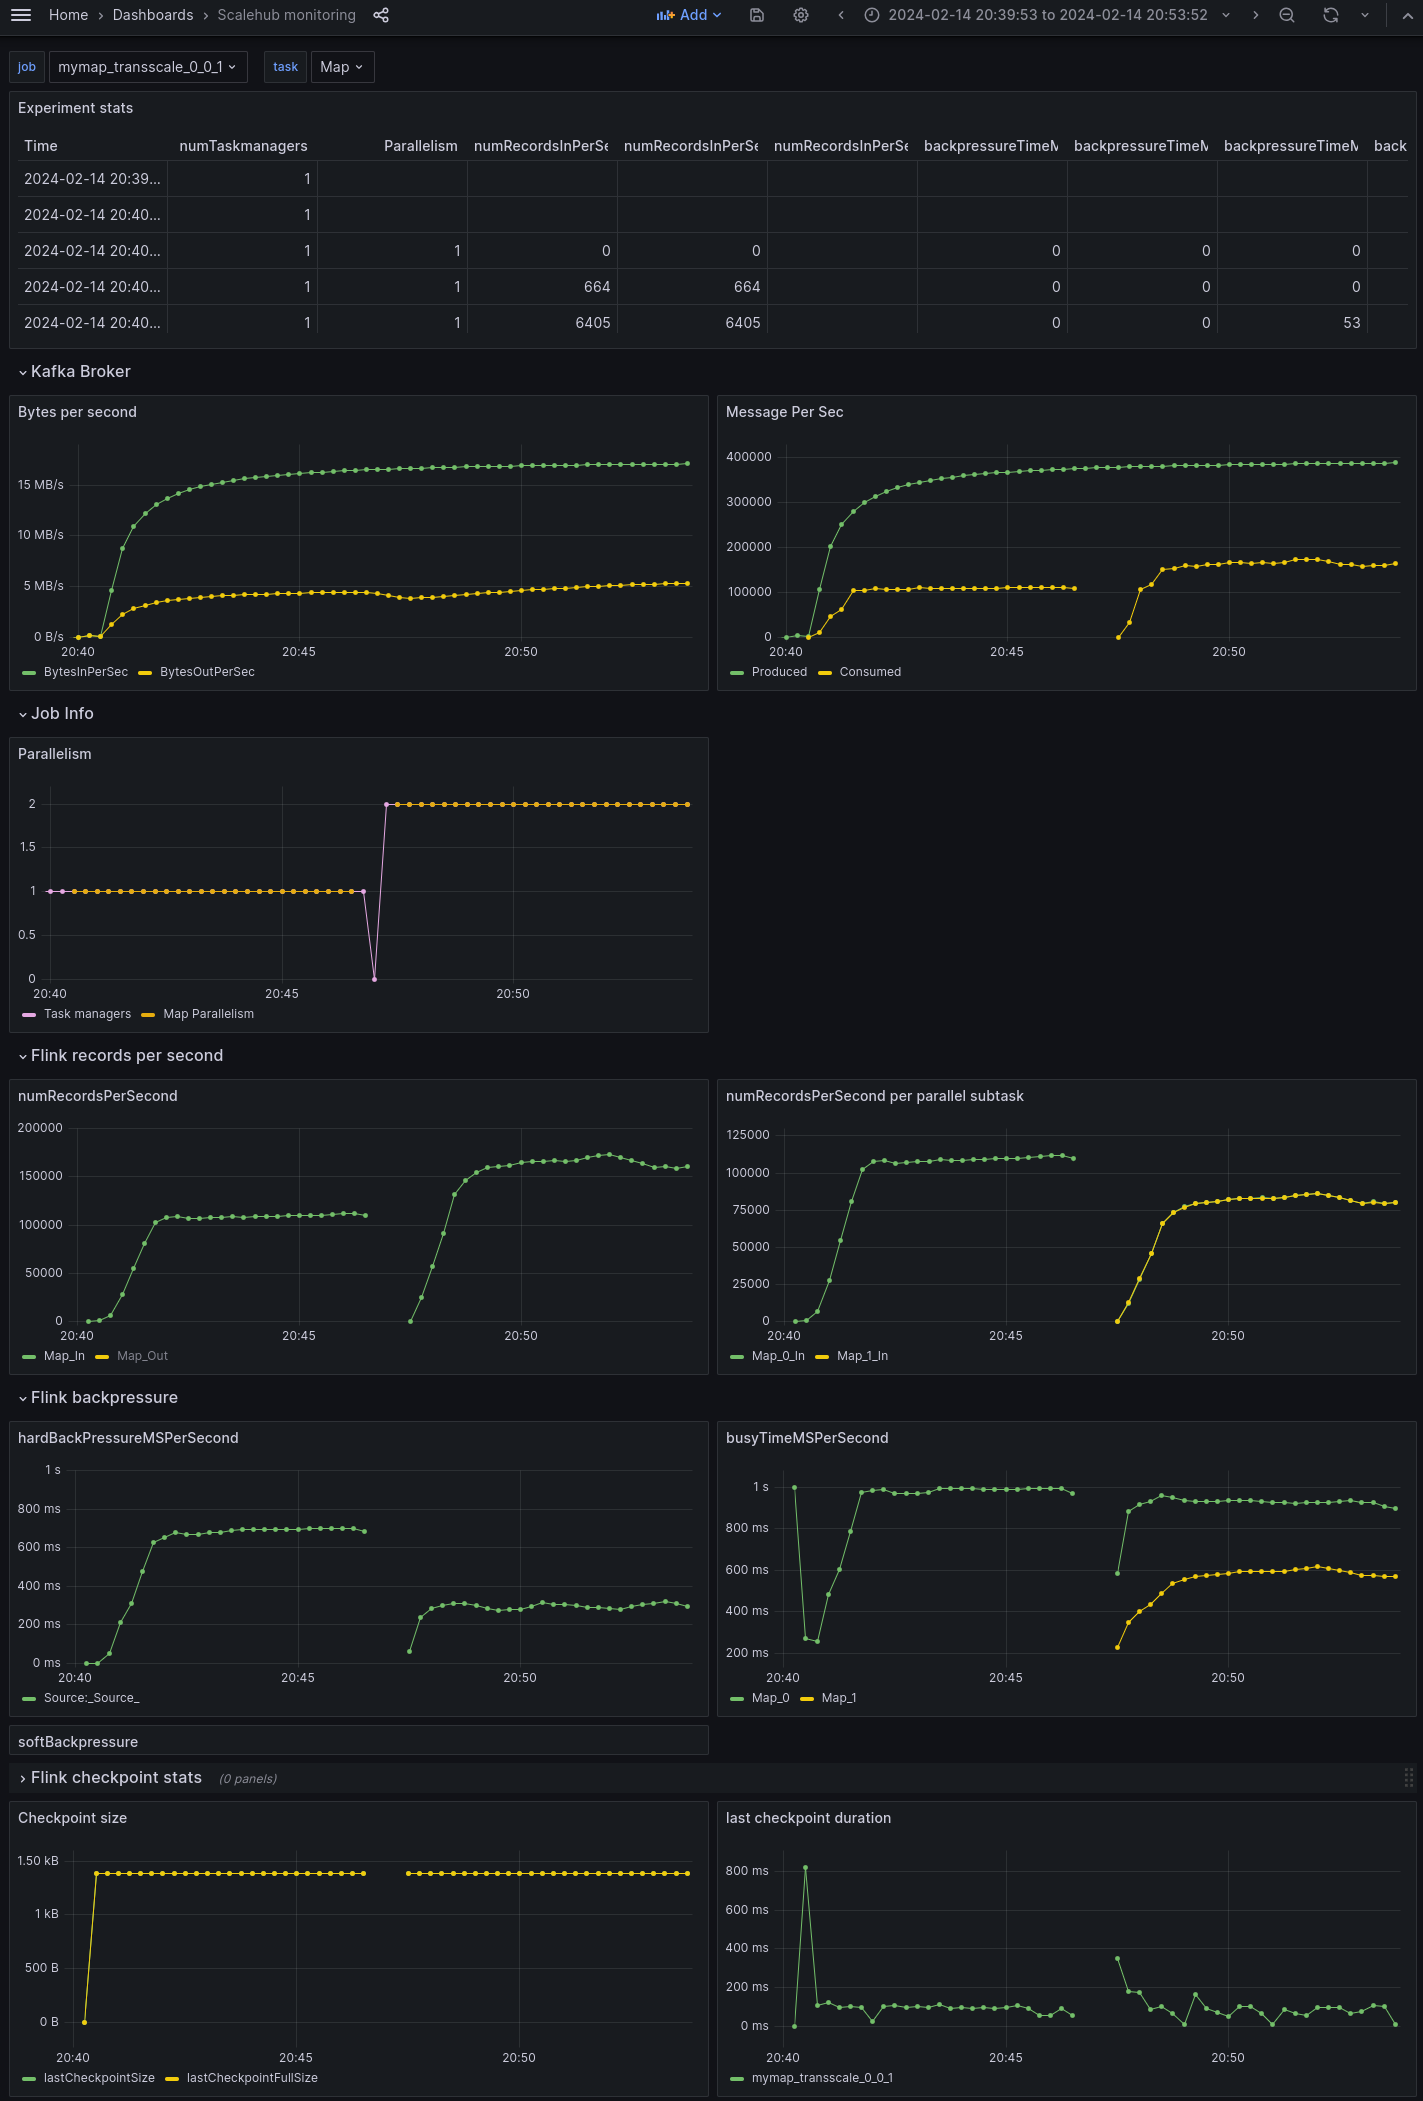 Home › Dashboards › Scalehub monitoring Add 2024-02-14 20:39:53 to 2024-02-14 20:53:52
job mymap_transscale_0_0_1 task Map
Experiment stats
Time numTaskmanagers Parallelism numRecordsInPerSe numRecordsInPerSe numRecordsInPerSe backpressureTimeM backpressureTimeM backpressureTimeM back
2024-02-14 20:39... 1
2024-02-14 20:40... 1
2024-02-14 20:40... 1 1 0 0 0 0 0
2024-02-14 20:40... 1 1 664 664 0 0 0
2024-02-14 20:40... 1 1 6405 6405 0 0 53
Kafka Broker
Bytes per second
15 MB/s
10 MB/s
5 MB/s
0 B/s
20:40 20:45 20:50
BytesInPerSec BytesOutPerSec
Message Per Sec
400000
300000
200000
100000
0
20:40 20:45 20:50
Produced Consumed
Job Info
Parallelism
2
1.5
1
0.5
0
20:40 20:45 20:50
Task managers Map Parallelism
Flink records per second
numRecordsPerSecond
200000
150000
100000
50000
0
20:40 20:45 20:50
Map_In Map_Out
numRecordsPerSecond per parallel subtask
125000
100000
75000
50000
25000
0
20:40 20:45 20:50
Map_0_In Map_1_In
Flink backpressure
hardBackPressureMSPerSecond
1 s
800 ms
600 ms
400 ms
200 ms
0 ms
20:40 20:45 20:50
Source:_Source_
busyTimeMSPerSecond
1 s
800 ms
600 ms
400 ms
200 ms
20:40 20:45 20:50
Map_0 Map_1
softBackpressure
Flink checkpoint stats (0 panels)
Checkpoint size
1.50 kB
1 kB
500 B
0 B
20:40 20:45 20:50
lastCheckpointSize lastCheckpointFullSize
last checkpoint duration
800 ms
600 ms
400 ms
200 ms
0 ms
20:40 20:45 20:50
mymap_transscale_0_0_1